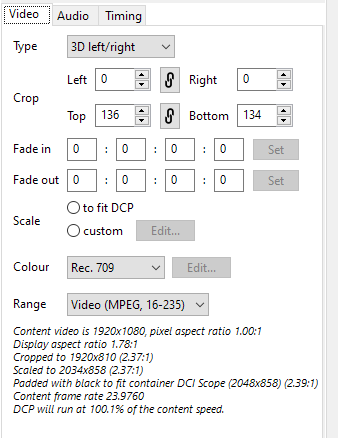 Video Audio Timing
Type 3D left/right
Left 0 Right 0
Crop
Top 136 Bottom 134
Fade in 0 : 0 : 0 : 0 Set
Fade out 0 : 0 : 0 : 0 Set
to fit DCP
Scale
custom Edit...
Colour Rec. 709 Edit...
Range Video (MPEG, 16-235)
Content video is 1920x1080, pixel aspect ratio 1.00:1
Display aspect ratio 1.78:1
Cropped to 1920x810 (2.37:1)
Scaled to 2034x858 (2.37:1)
Padded with black to fit container DCI Scope (2048x858) (2.39:1)
Content frame rate 23.9760
DCP will run at 100.1% of the content speed.